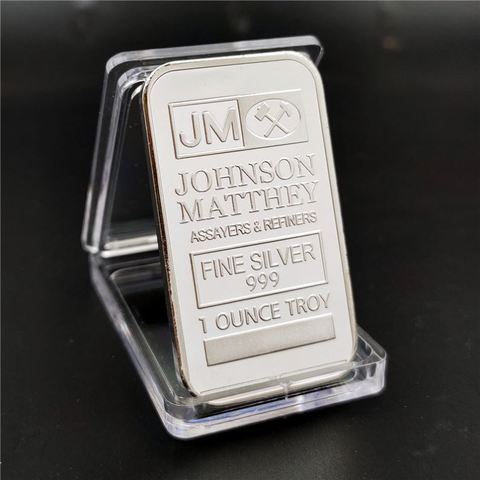 JM
JOHNSON
MATTHEY
ASSAYERS & REFINERS
FINE SILVER
999
1 OUNCE TROY